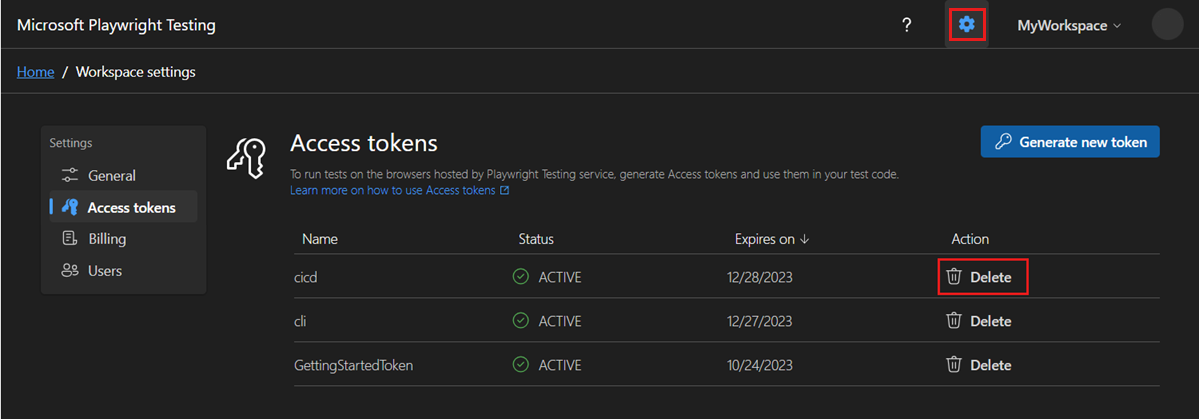 Microsoft Playwright Testing
?
MyWorkspace
Home / Workspace settings
Settings
General
Access tokens
Billing
Users
Access tokens
Generate new token
To run tests on the browsers hosted by Playwright Testing service, generate Access tokens and use them in your test code.
Learn more on how to use Access tokens
Name Status Expires on ↓ Action
cicd ACTIVE 12/28/2023 Delete
cli ACTIVE 12/27/2023 Delete
GettingStartedToken ACTIVE 10/24/2023 Delete